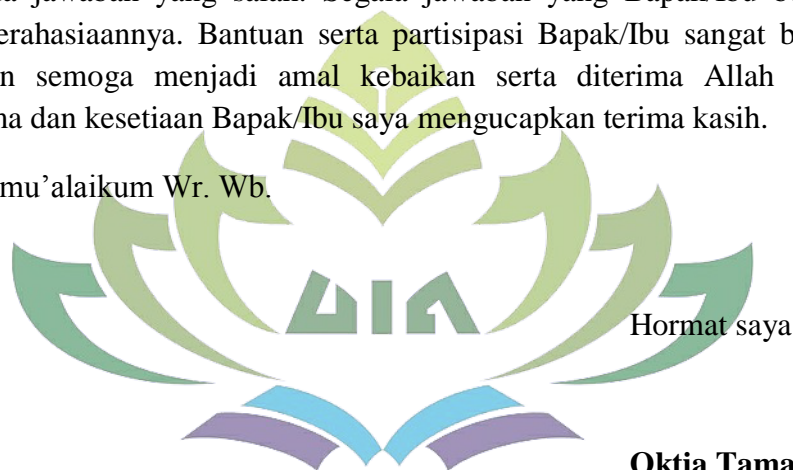 jawaban yang salah. Segala jawaban yang Bapak/Ibu
erahasiaannya. Bantuan serta partisipasi Bapak/Ibu sangat
n semoga menjadi amal kebaikan serta diterima Allah
na dan kesetiaan Bapak/Ibu saya mengucapkan terima kasih.
mu’alaikum Wr. Wb.
UIN
Hormat saya
Oktia Tama